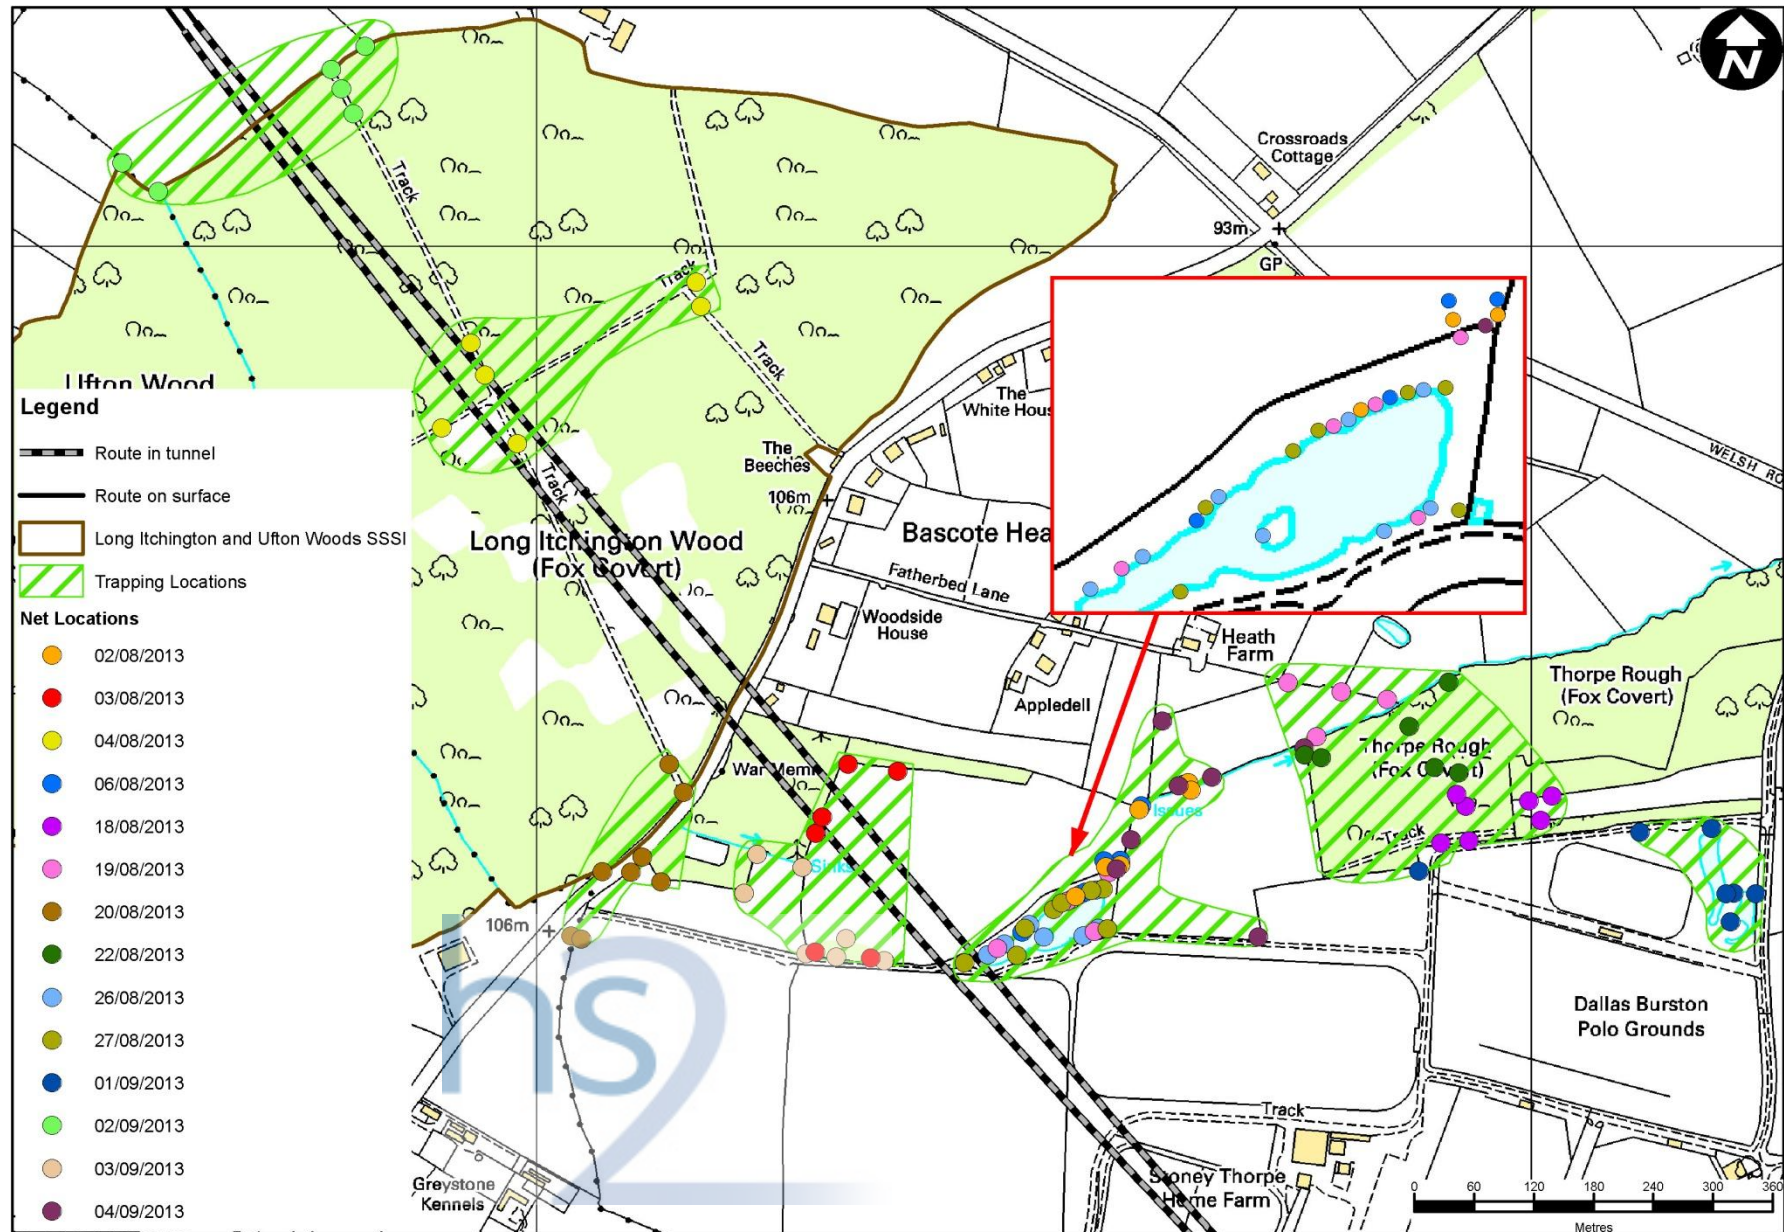 N
Crossroads
Cottage
93m
GP
Track
Track
Track
Track
Ufton Wood
Legend
Route in tunnel
Route on surface
Long Itchington and Ufton Woods SSSI
Trapping Locations
Net Locations
02/08/2013
03/08/2013
04/08/2013
06/08/2013
18/08/2013
19/08/2013
20/08/2013
22/08/2013
26/08/2013
27/08/2013
01/09/2013
02/09/2013
03/09/2013
04/09/2013
The
White Hous
The
Beeches
106m
WELSH RO
Long Itchington Wood
(Fox Covert)
Bascote Hea
Fatherbed Lane
Woodside
House
Heath
Farm
Appledell
Thorpe Rough
(Fox Covert)
Thorpe Rough
(Fox Covert)
War Meml
Issues
Sinks
Track
106m
hs2
Dallas Burston
Polo Grounds
Track
Greystone
Kennels
Stoney Thorpe
Home Farm
0 60 120 180 240 300 360
Metres